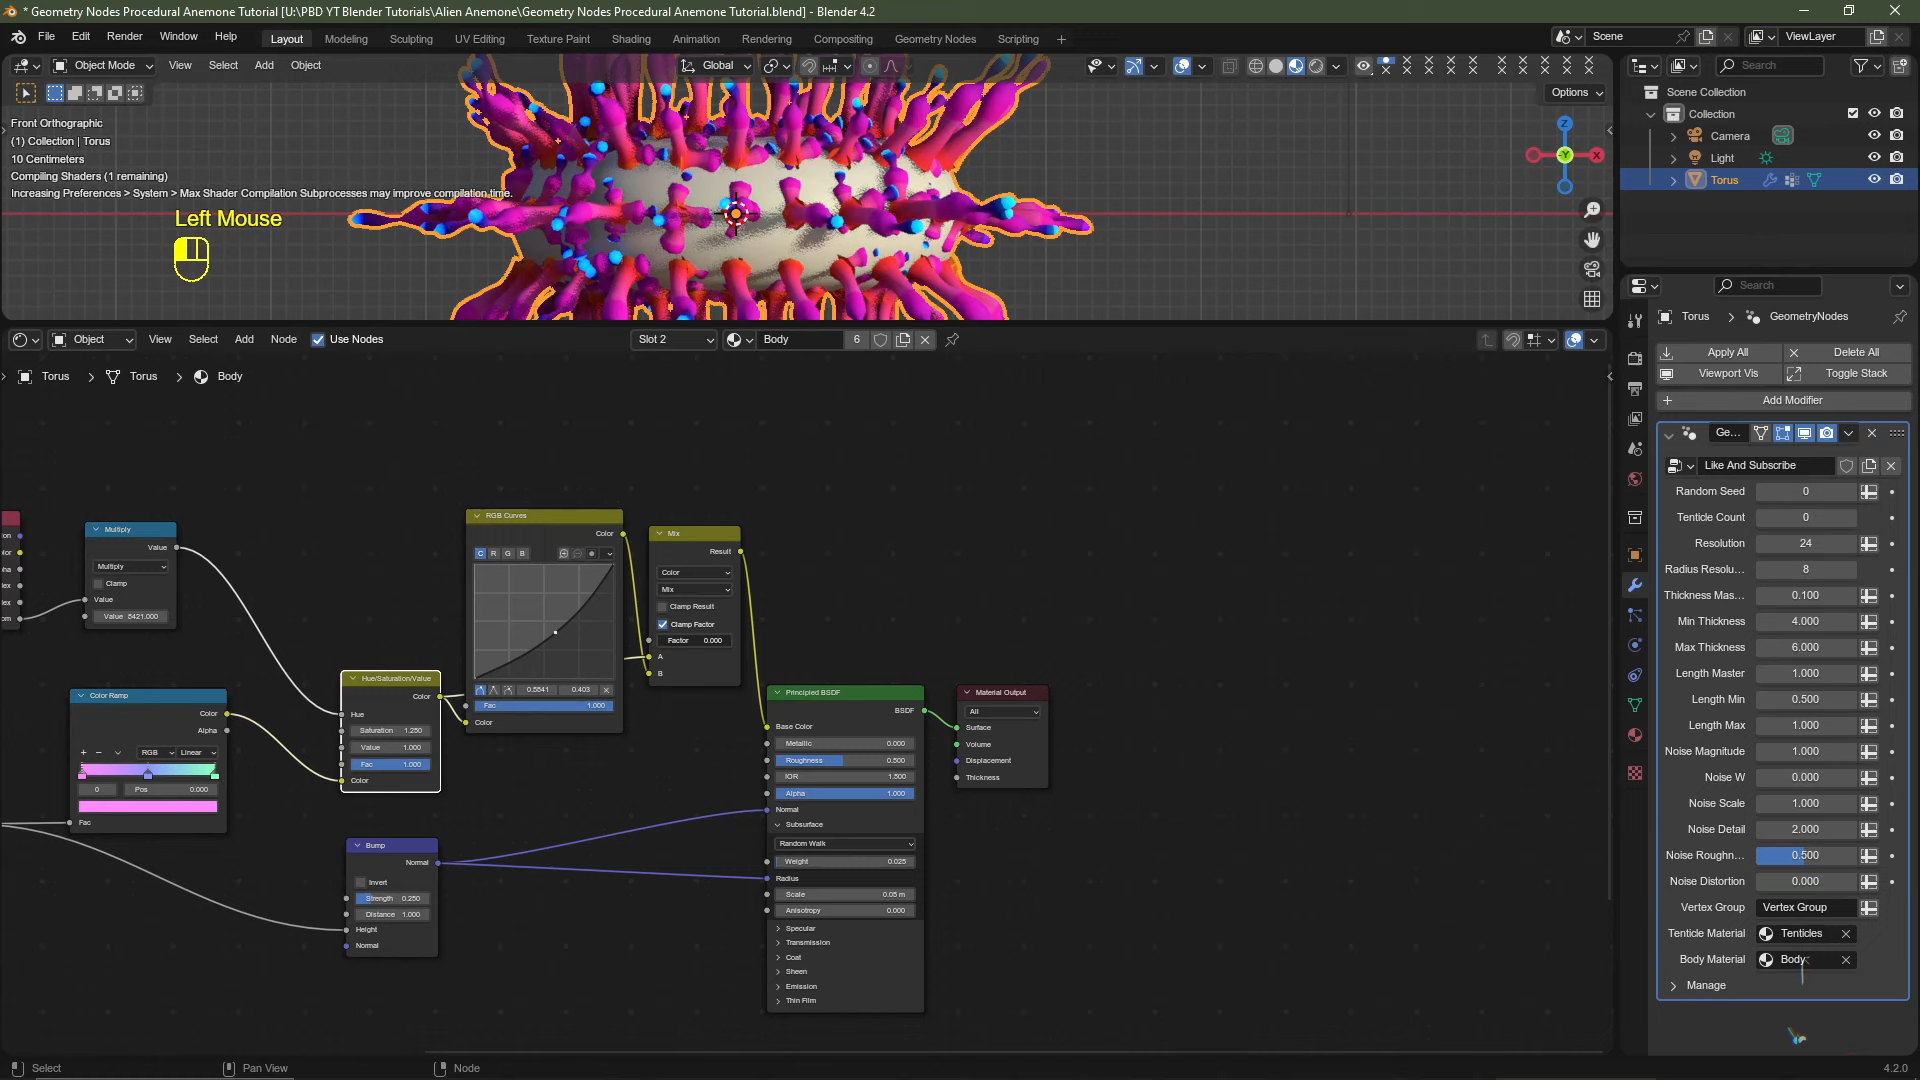 * Geometry Nodes Procedural Anemone Tutorial [U:\PBD YT Blender Tutorials\Alien Anemone\Geometry Nodes Procedural Anemone Tutorial.blend] - Blender 4.2
File Edit Render Window Help Layout Modeling Sculpting UV Editing Texture Paint Shading Animation Rendering Compositing Geometry Nodes Scripting + Scene ViewLayer
Object Mode View Select Add Object Global Search
Options
Scene Collection
Collection
Camera
Light
Torus
Front Orthographic
(1) Collection | Torus
10 Centimeters
Compiling Shaders (1 remaining)
Increasing Preferences > System > Max Shader Compilation Subprocesses may improve compilation time.
Left Mouse
Z
Y
X
Object View Select Add Node Use Nodes Slot 2 Body 6
Torus > Torus > Body
Multiply
Value
Multiply
Clamp
Value
Value 5421.000
Color Ramp
Color
Alpha
RGB Linear
0 Pos 0.000
Fac
Hue/Saturation/Value
Color
Hue
Saturation 1.250
Value 1.000
Fac 1.000
Color
Bump
Normal
Invert
Strength 0.250
Distance 1.000
Height
Normal
RGB Curves
Color
C R G B
0.5541 0.403
Fac 1.000
Color
Mix
Result
Color
Mix
Clamp Result
Clamp Factor
Factor 0.000
A
B
Principled BSDF
BSDF
Base Color
Metallic 0.000
Roughness 0.500
IOR 1.500
Alpha 1.000
Normal
Subsurface
Random Walk
Weight 0.025
Radius
Scale 0.05 m
Anisotropy 0.000
Specular
Transmission
Coat
Sheen
Emission
Thin Film
Material Output
All
Surface
Volume
Displacement
Thickness
Search
Torus > GeometryNodes
Apply All Delete All
Viewport Vis Toggle Stack
Add Modifier
Ge...
Like And Subscribe
Random Seed 0
Tenticle Count 0
Resolution 24
Radius Resolu... 8
Thickness Mas... 0.100
Min Thickness 4.000
Max Thickness 6.000
Length Master 1.000
Length Min 0.500
Length Max 1.000
Noise Magnitude 1.000
Noise W 0.000
Noise Scale 1.000
Noise Detail 2.000
Noise Roughn... 0.500
Noise Distortion 0.000
Vertex Group Vertex Group
Tenticle Material Tenticles
Body Material Body
Manage
Select Pan View Node 4.2.0